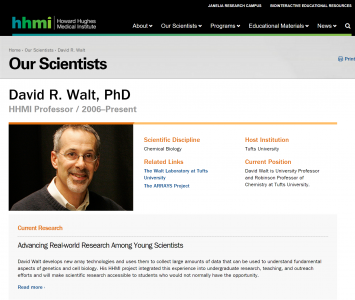 JANELIA RESEARCH CAMPUS BIOINTERACTIVE EDUCATIONAL RESOURCES
hhmi Howard Hughes
Medical Institute
About Our Scientists Programs Educational Materials News
Home › Our Scientists › David R. Walt
Our Scientists
Print
David R. Walt, PhD
HHMI Professor / 2006–Present
Scientific Discipline
Chemical Biology
Related Links
The Walt Laboratory at Tufts
University
The ARRAYS Project
Host Institution
Tufts University
Current Position
David Walt is University Professor
and Robinson Professor of
Chemistry at Tufts University.
Current Research
Advancing Real-world Research Among Young Scientists
David Walt develops new array technologies and uses them to collect large amounts of data that can be used to understand fundamental
aspects of genetics and cell biology. His HHMI project integrated this experience into undergraduate research, teaching, and outreach
efforts and will make scientific research accessible to students who would not normally have the opportunity.
Read more ›